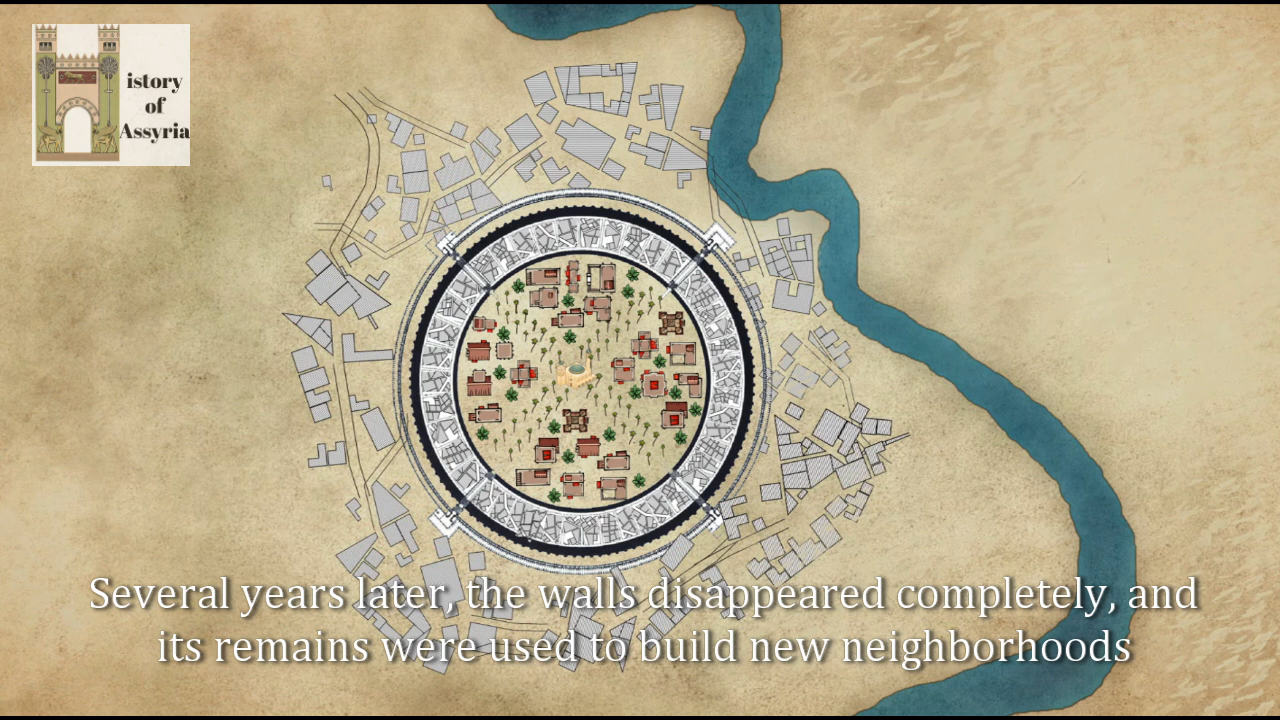 istory
of
Assyria
Several years later, the walls disappeared completely, and
its remains were used to build new neighborhoods